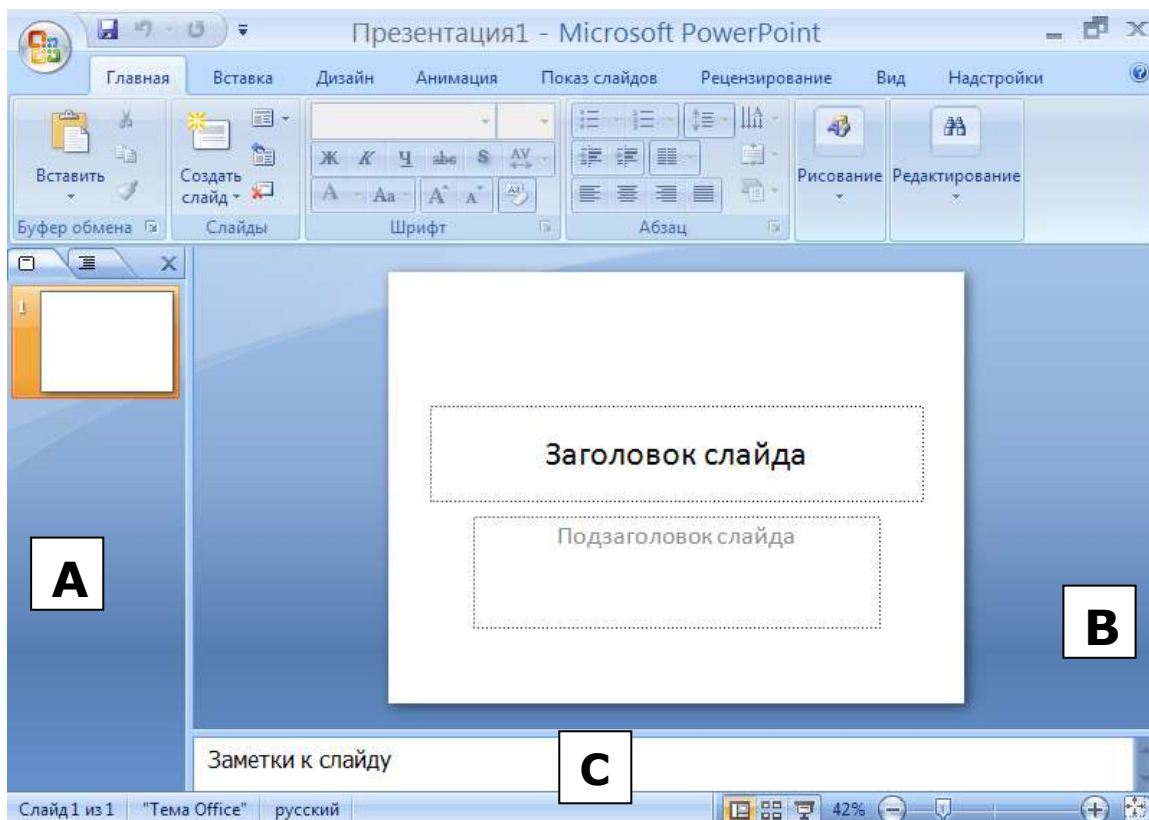 Презентация1 - Microsoft PowerPoint
Главная Вставка Дизайн Анимация Показ слайдов Рецензирование Вид Надстройки
Вставить
Создать слайд
Ж К Ч abc S AV
A Aa A A
Рисование Редактирование
Буфер обмена Слайды Шрифт Абзац
1
Заголовок слайда
Подзаголовок слайда
A
B
C
Заметки к слайду
Слайд 1 из 1 "Тема Office" русский 42%